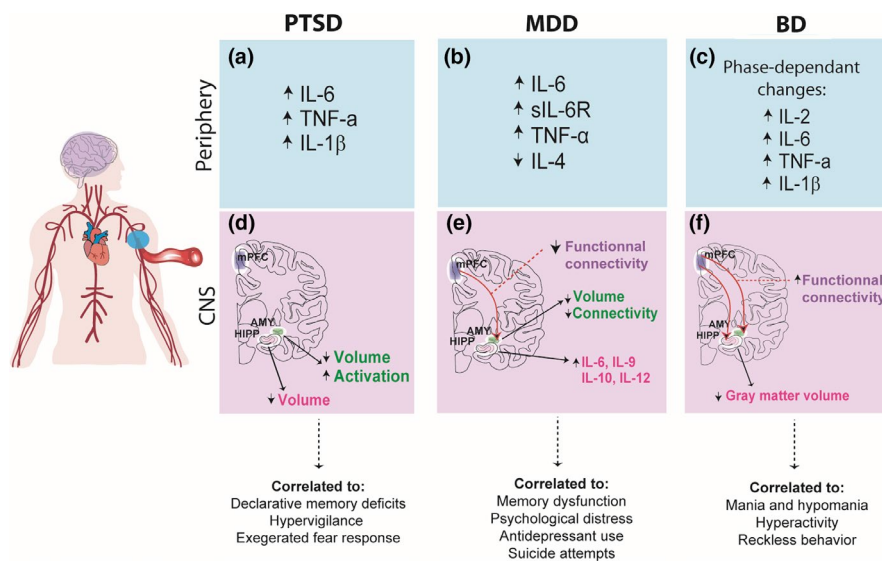 PTSD
MDD
BD
Periphery
(a)
↑ IL-6
↑ TNF-a
↑ IL-1β
(b)
↑ IL-6
↑ sIL-6R
↑ TNF-α
↓ IL-4
(c)
Phase-dependant
changes:
↑ IL-2
↑ IL-6
↑ TNF-a
↑ IL-1β
CNS
(d)
mPFC
AMY
HIPP
↓ Volume
↑ Activation
↓ Volume
(e)
mPFC
AMY
HIPP
↓ Functionnal
connectivity
↓ Volume
↓ Connectivity
↑ IL-6, IL-9
IL-10, IL-12
(f)
mPFC
AMY
HIPP
↑ Functionnal
connectivity
↓ Gray matter volume
Correlated to:
Declarative memory deficits
Hypervigilance
Exegerated fear response
Correlated to:
Memory dysfunction
Psychological distress
Antidepressant use
Suicide attempts
Correlated to:
Mania and hypomania
Hyperactivity
Reckless behavior